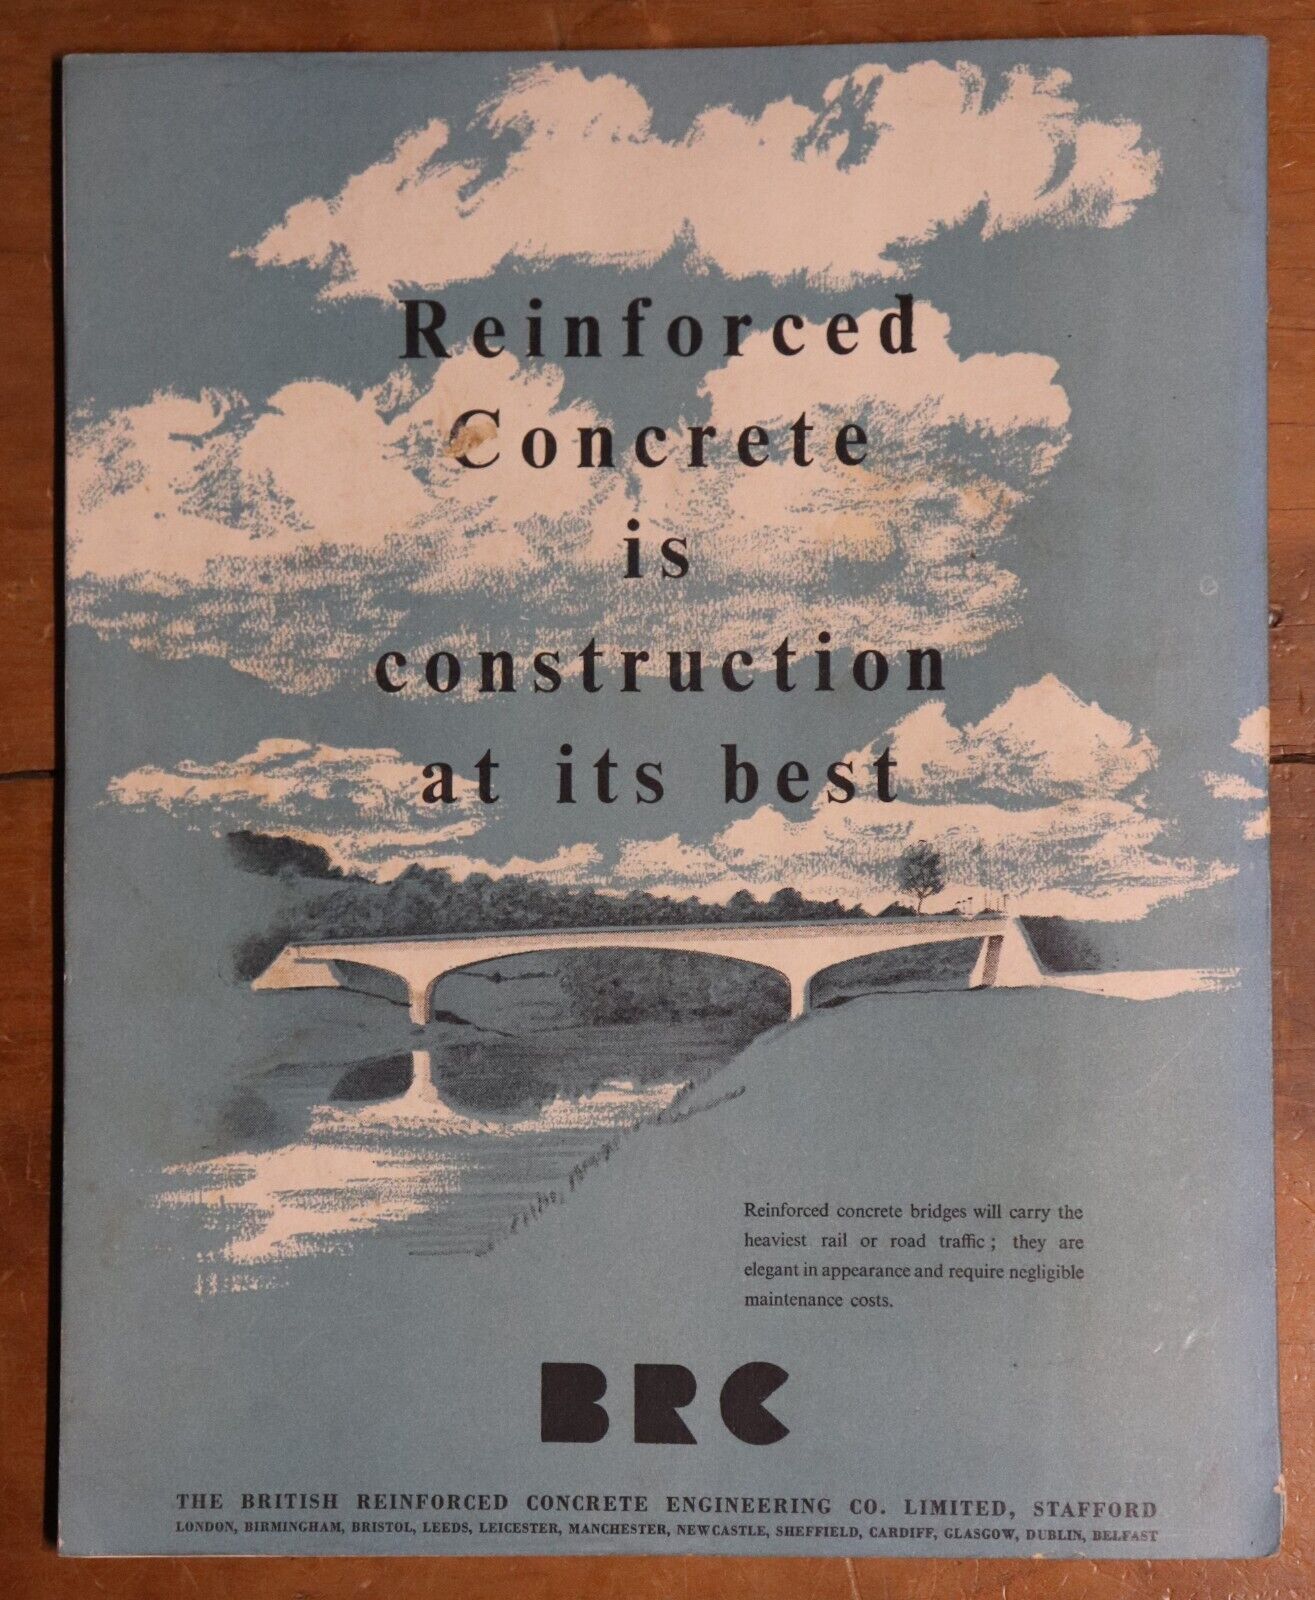 Reinforced
Concrete
is
construction
at its best
Reinforced concrete bridges will carry the
heaviest rail or road traffic ; they are
elegant in appearance and require negligible
maintenance costs.
BRC
THE BRITISH REINFORCED CONCRETE ENGINEERING CO. LIMITED, STAFFORD
LONDON, BIRMINGHAM, BRISTOL, LEEDS, LEICESTER, MANCHESTER, NEWCASTLE, SHEFFIELD, CARDIFF, GLASGOW, DUBLIN, BELFAST